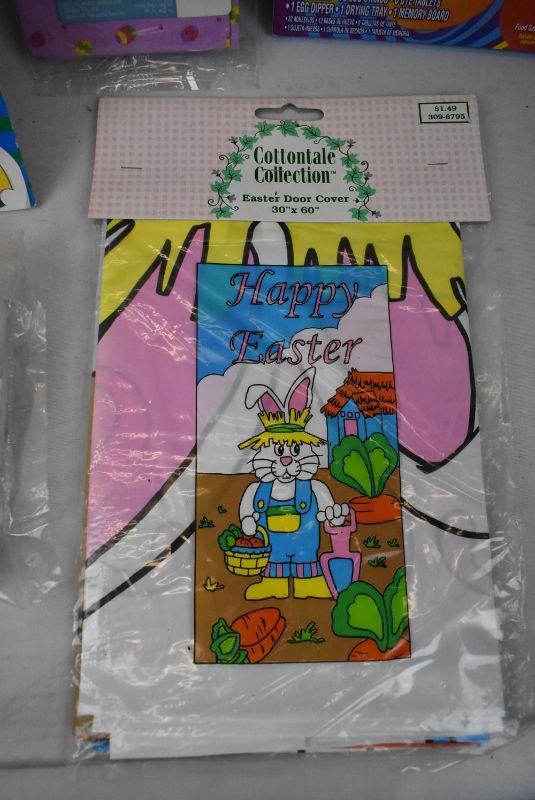 • 1 EGG DIPPER • 1 DRYING TRAY • 1 MEMORY BOARD
$1.49
309-8795
Cottontale
Collection™
Easter Door Cover
30" x 60"
Happy
Easter